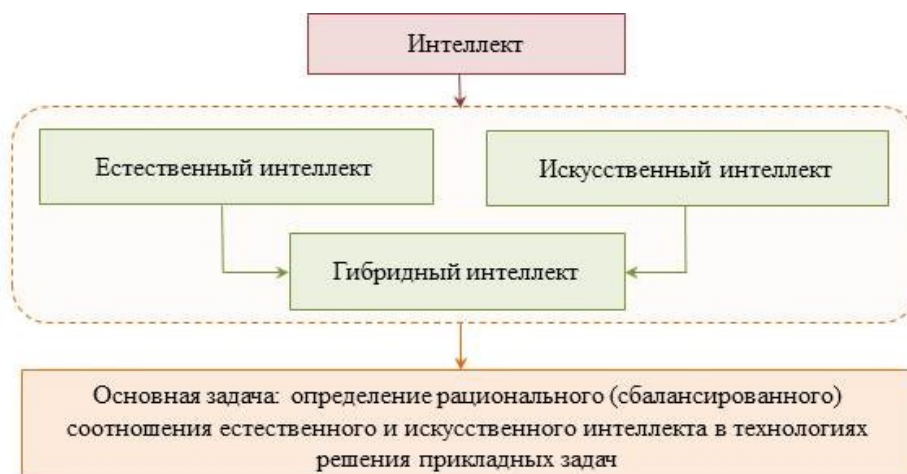 Интеллект
Естественный интеллект
Искусственный интеллект
Гибридный интеллект
Основная задача: определение рационального (сбалансированного)
соотношения естественного и искусственного интеллекта в технологиях
решения прикладных задач